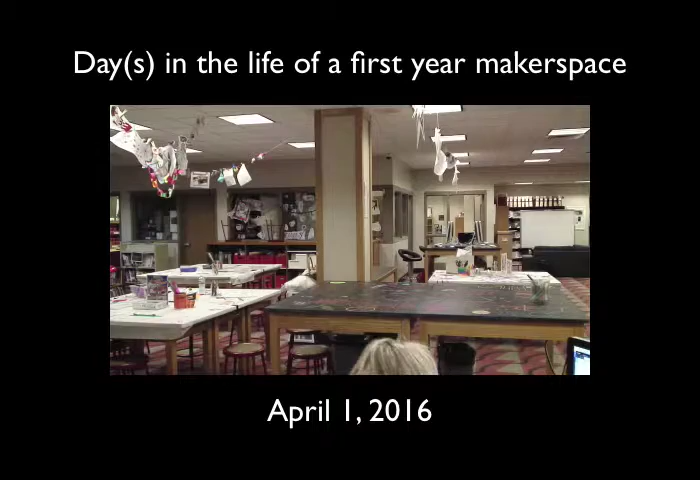 Day(s) in the life of a first year makerspace
April 1, 2016